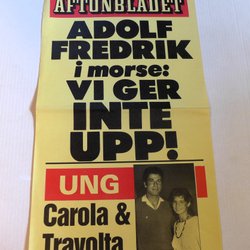 AFTONBLADET
ADOLF
FREDRIK
i morse:
VI GER
INTE
UPP!
UNG
Carola &
Travolta